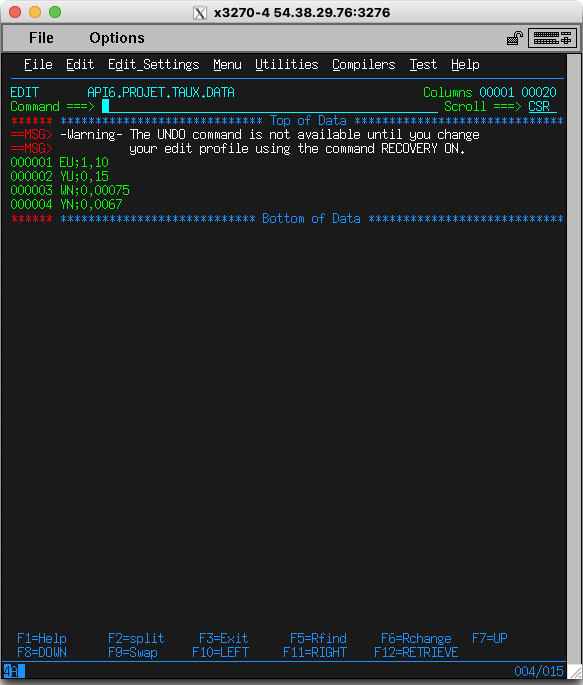 x3270-4 54.38.29.76:3276
File Options
File Edit Edit_Settings Menu Utilities Compilers Test Help
EDIT API6.PROJET.TAUX.DATA Columns 00001 00020
Command ===> Scroll ===> CSR
****** **************************** Top of Data ******************************
==MSG> -Warning- The UNDO command is not available until you change
==MSG> your edit profile using the command RECOVERY ON.
000001 EU;1,10
000002 YU;0,15
000003 WN;0,00075
000004 YN;0,0067
****** *************************** Bottom of Data ****************************
F1=Help F2=split F3=Exit F5=Rfind F6=Rchange F7=UP
F8=DOWN F9=Swap F10=LEFT F11=RIGHT F12=RETRIEVE
4A 004/015